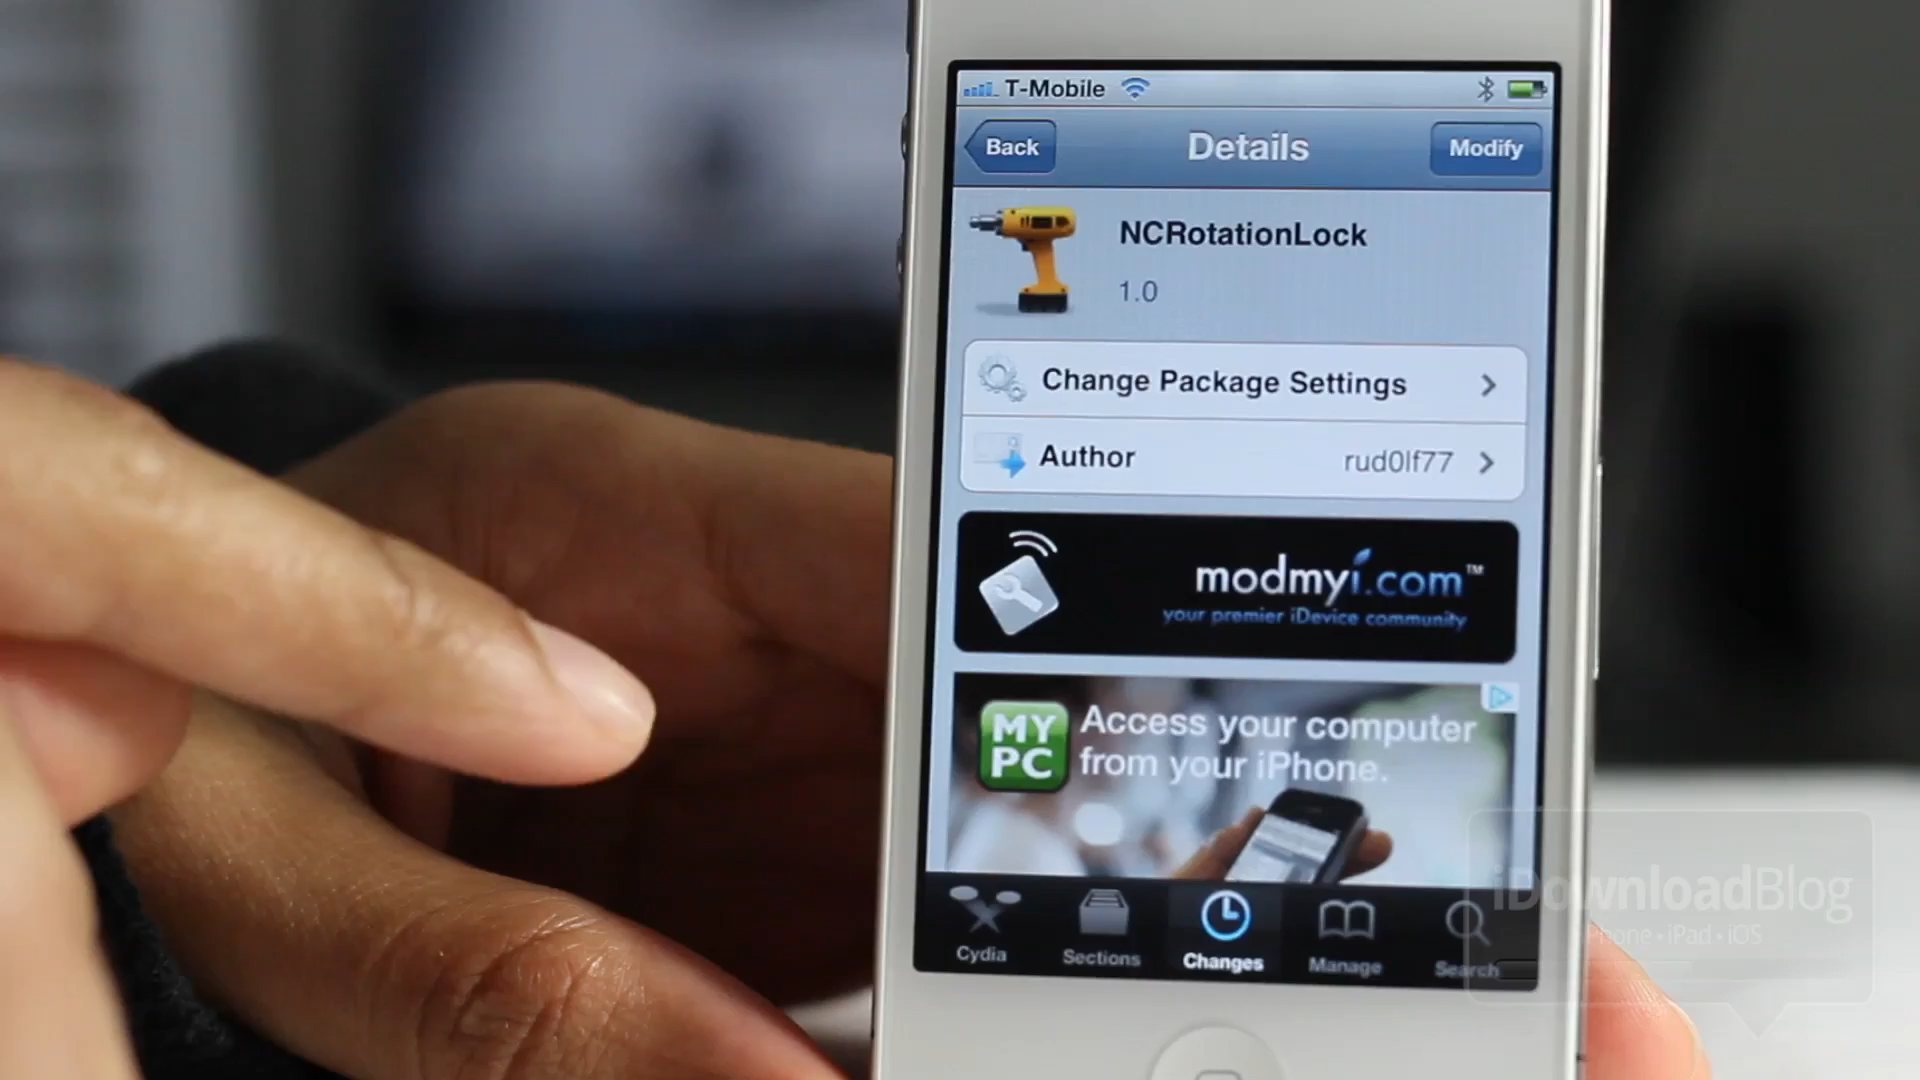 T-Mobile
Back
Details
Modify
NCRotationLock
1.0
Change Package Settings
Author
rud0lf77
modmyi.com™
your premier iDevice community
MY
PC
Access your computer
from your iPhone.
Cydia
Sections
Changes
Manage
Search
iDownloadBlog
iPhone • iPad • iOS